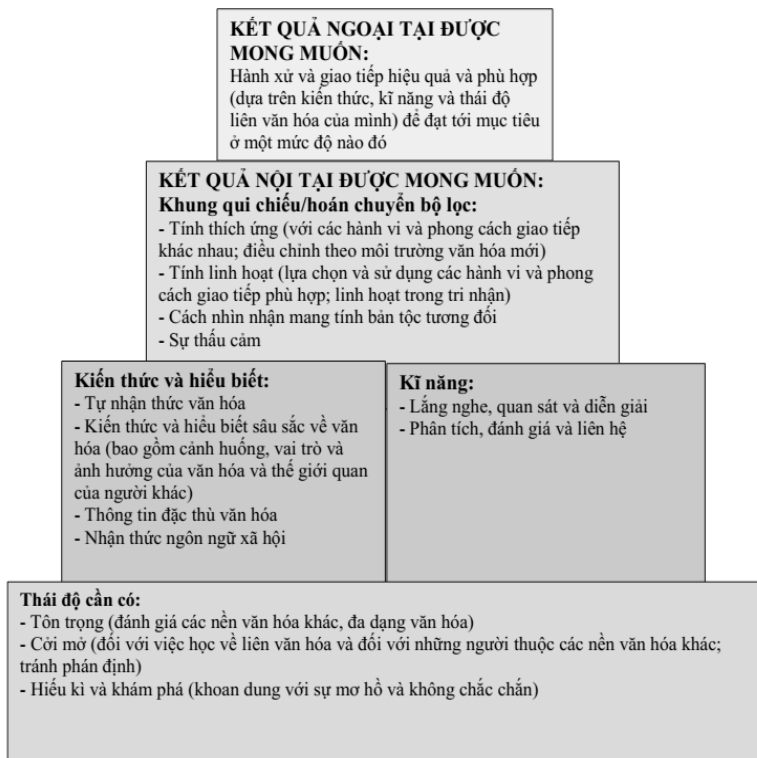 KẾT QUẢ NGOẠI TẠI ĐƯỢC
MONG MUỐN:
Hành xử và giao tiếp hiệu quả và phù hợp
(dựa trên kiến thức, kĩ năng và thái độ
liên văn hóa của mình) để đạt tới mục tiêu
ở một mức độ nào đó
KẾT QUẢ NỘI TẠI ĐƯỢC MONG MUỐN:
Khung qui chiếu/hoán chuyển bộ lọc:
- Tính thích ứng (với các hành vi và phong cách giao tiếp
khác nhau; điều chỉnh theo môi trường văn hóa mới)
- Tính linh hoạt (lựa chọn và sử dụng các hành vi và phong
cách giao tiếp phù hợp; linh hoạt trong tri nhận)
- Cách nhìn nhận mang tính bản tộc tương đối
- Sự thấu cảm
Kiến thức và hiểu biết:
- Tự nhận thức văn hóa
- Kiến thức và hiểu biết sâu sắc về văn
hóa (bao gồm cảnh huống, vai trò và
ảnh hưởng của văn hóa và thế giới quan
của người khác)
- Thông tin đặc thù văn hóa
- Nhận thức ngôn ngữ xã hội
Kĩ năng:
- Lắng nghe, quan sát và diễn giải
- Phân tích, đánh giá và liên hệ
Thái độ cần có:
- Tôn trọng (đánh giá các nền văn hóa khác, đa dạng văn hóa)
- Cởi mở (đối với việc học về liên văn hóa và đối với những người thuộc các nền văn hóa khác;
tránh phán định)
- Hiếu kì và khám phá (khoan dung với sự mơ hồ và không chắc chắn)